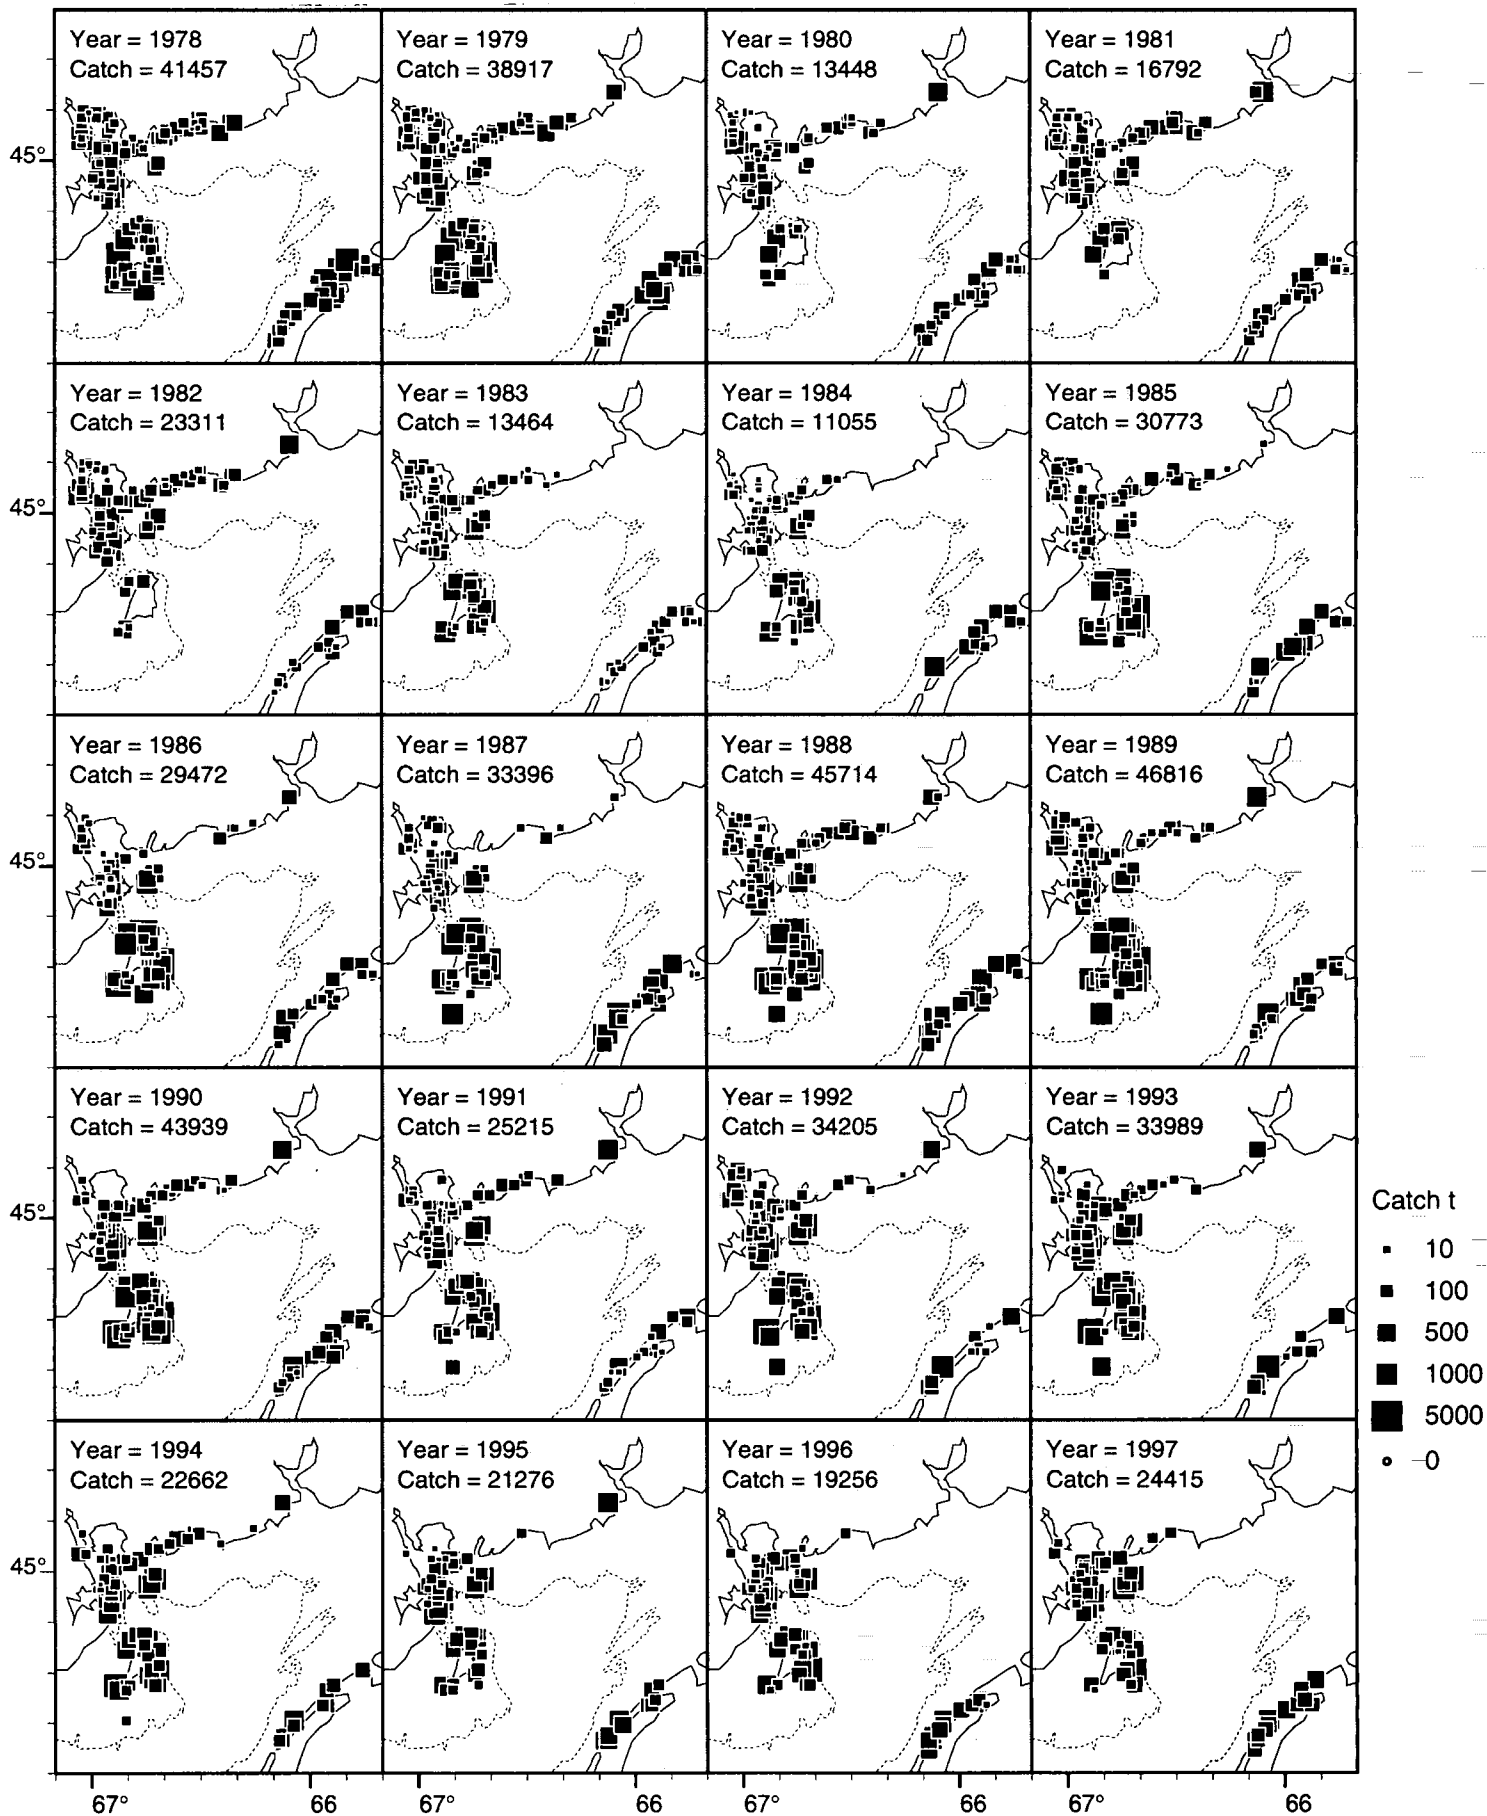 Year = 1978
Catch = 41457
Year = 1979
Catch = 38917
Year = 1980
Catch = 13448
Year = 1981
Catch = 16792
45°
Year = 1982
Catch = 23311
Year = 1983
Catch = 13464
Year = 1984
Catch = 11055
Year = 1985
Catch = 30773
45°
Year = 1986
Catch = 29472
Year = 1987
Catch = 33396
Year = 1988
Catch = 45714
Year = 1989
Catch = 46816
45°
Year = 1990
Catch = 43939
Year = 1991
Catch = 25215
Year = 1992
Catch = 34205
Year = 1993
Catch = 33989
45°
Catch t
10
100
500
1000
5000
0
Year = 1994
Catch = 22662
Year = 1995
Catch = 21276
Year = 1996
Catch = 19256
Year = 1997
Catch = 24415
45°
67° 66 67° 66 67° 66 67° 66